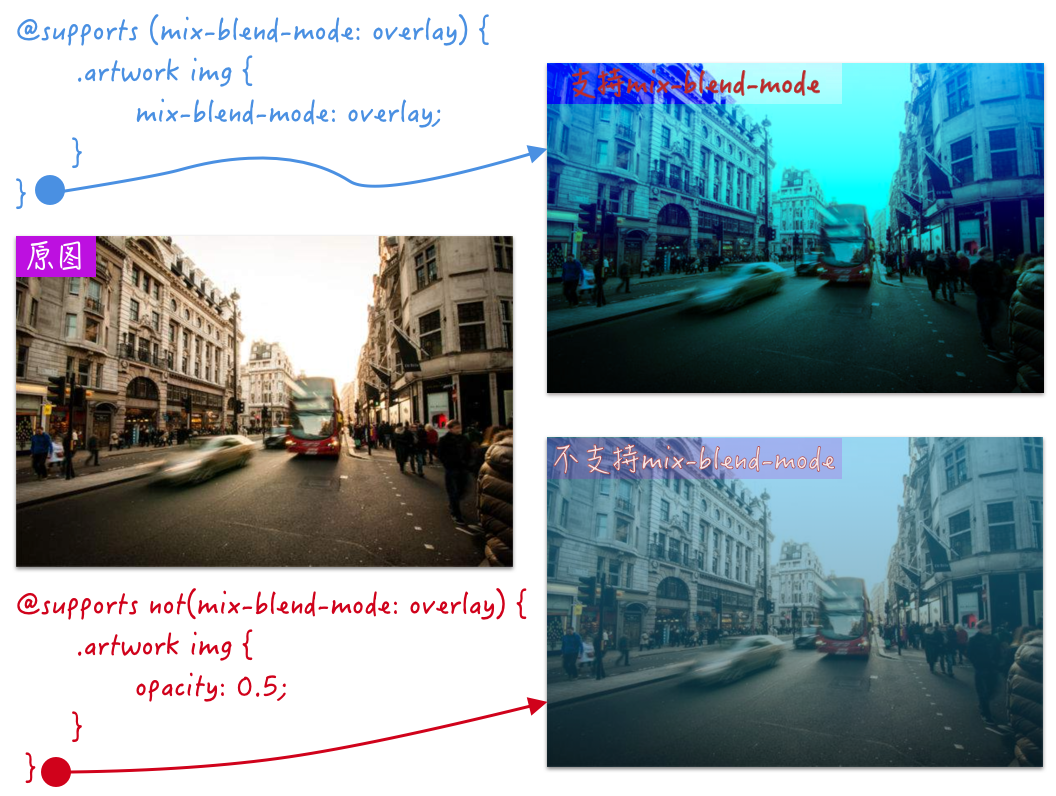 @supports (mix-blend-mode: overlay) {
.artwork img {
mix-blend-mode: overlay;
}
}
支持mix-blend-mode
原图
不支持mix-blend-mode
@supports not(mix-blend-mode: overlay) {
.artwork img {
opacity: 0.5;
}
}